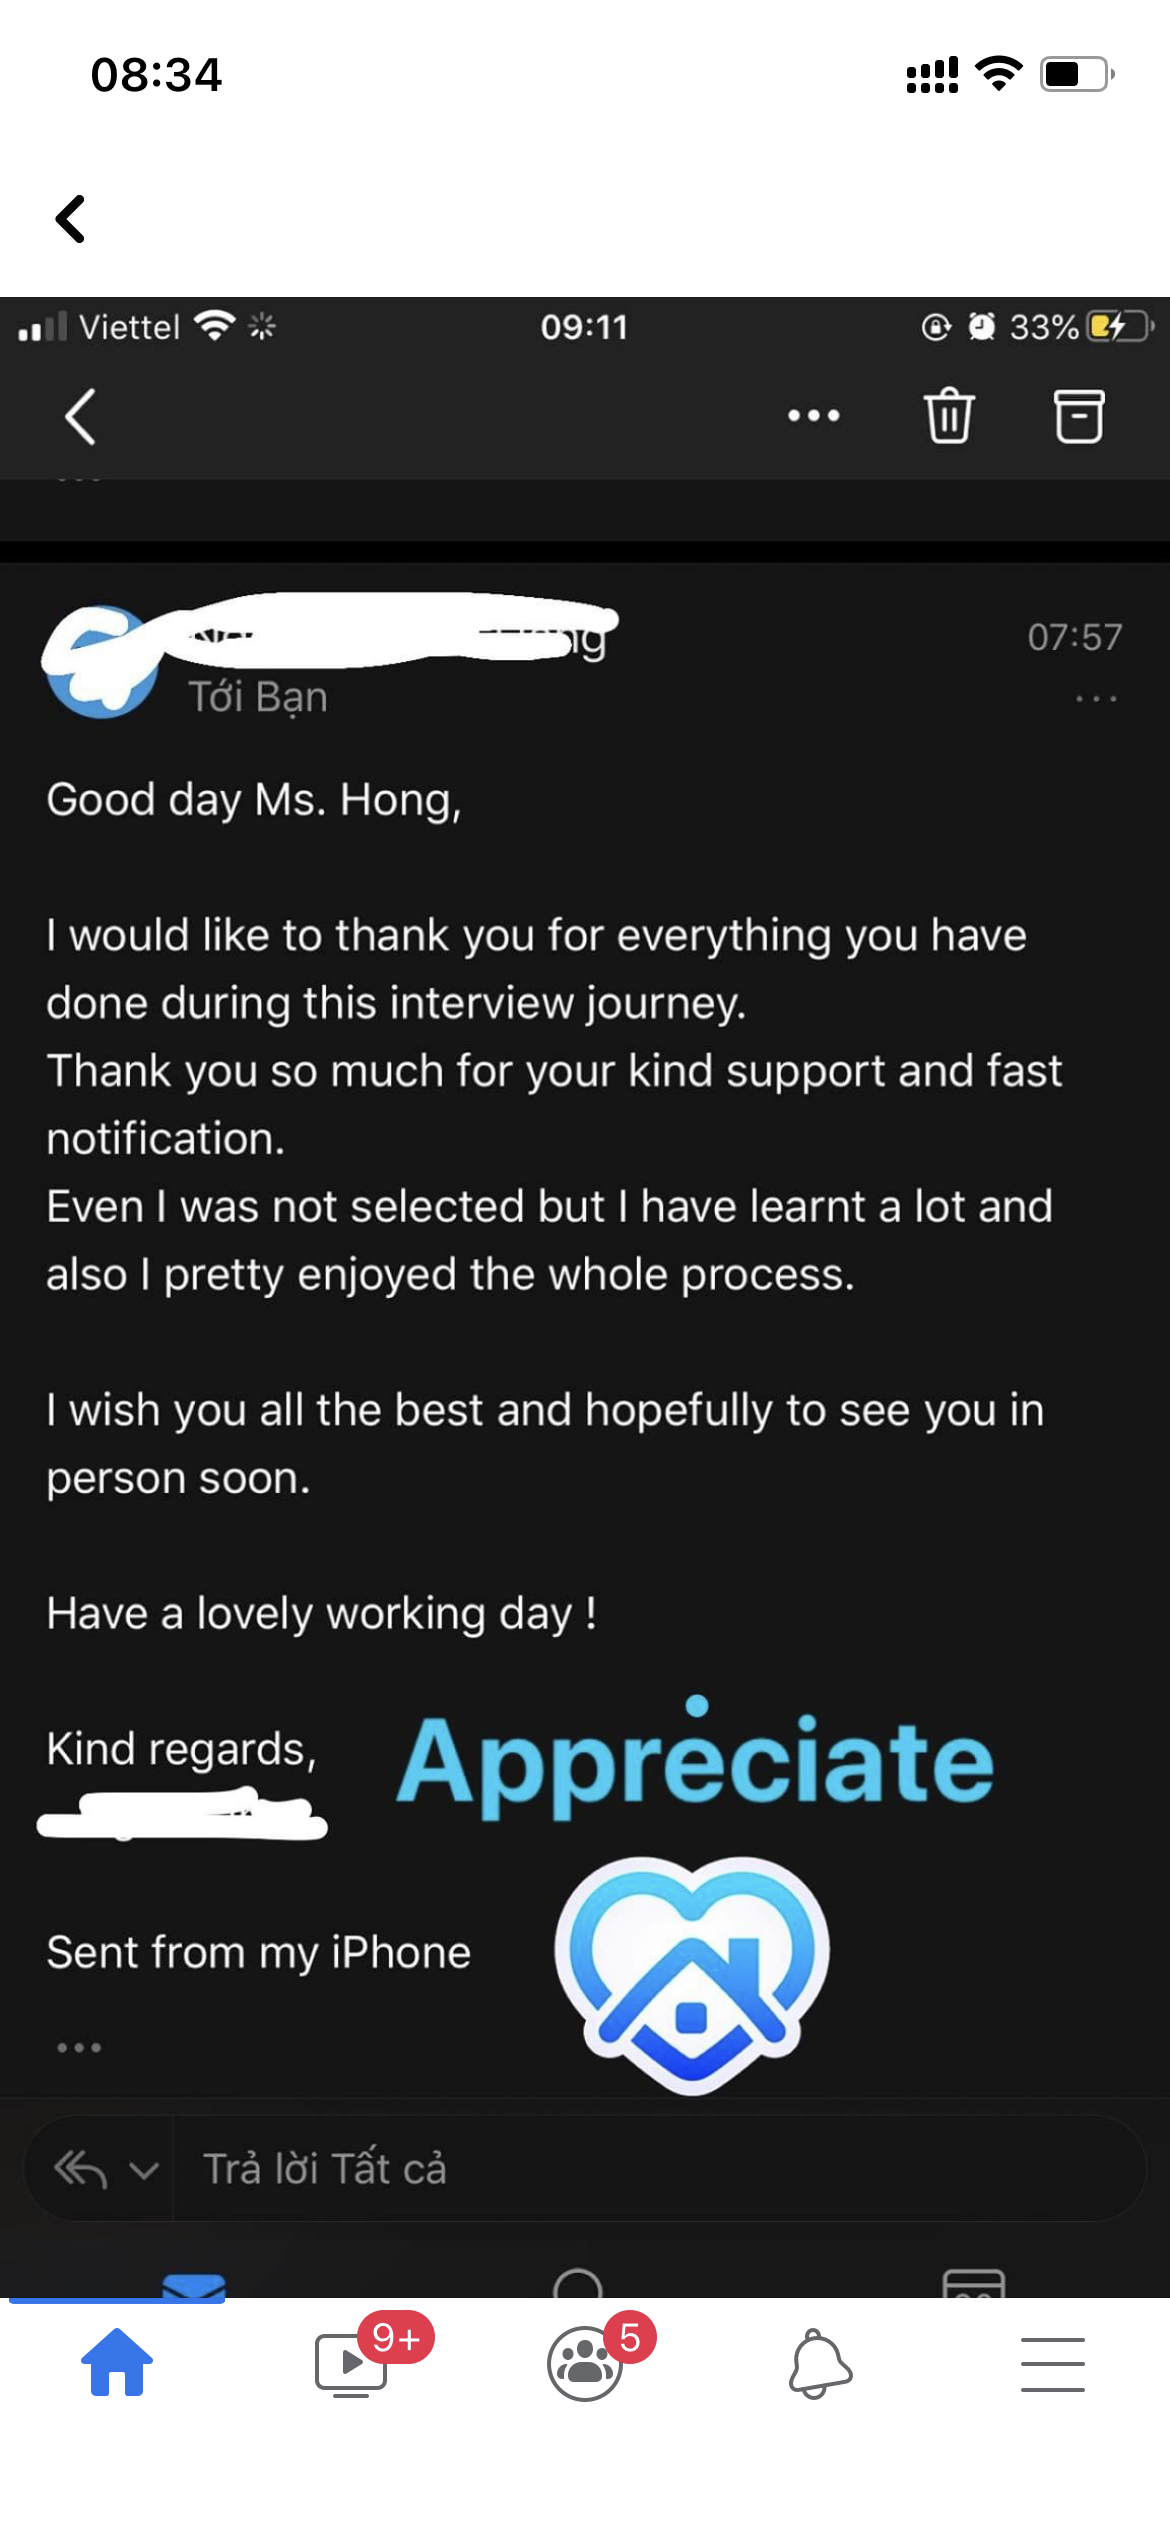 08:34
Viettel
09:11
33%
07:57
Tới Bạn
Good day Ms. Hong,
I would like to thank you for everything you have
done during this interview journey.
Thank you so much for your kind support and fast
notification.
Even I was not selected but I have learnt a lot and
also I pretty enjoyed the whole process.
I wish you all the best and hopefully to see you in
person soon.
Have a lovely working day !
Kind regards,
Appreciate
Sent from my iPhone
Trả lời Tất cả
9+
5